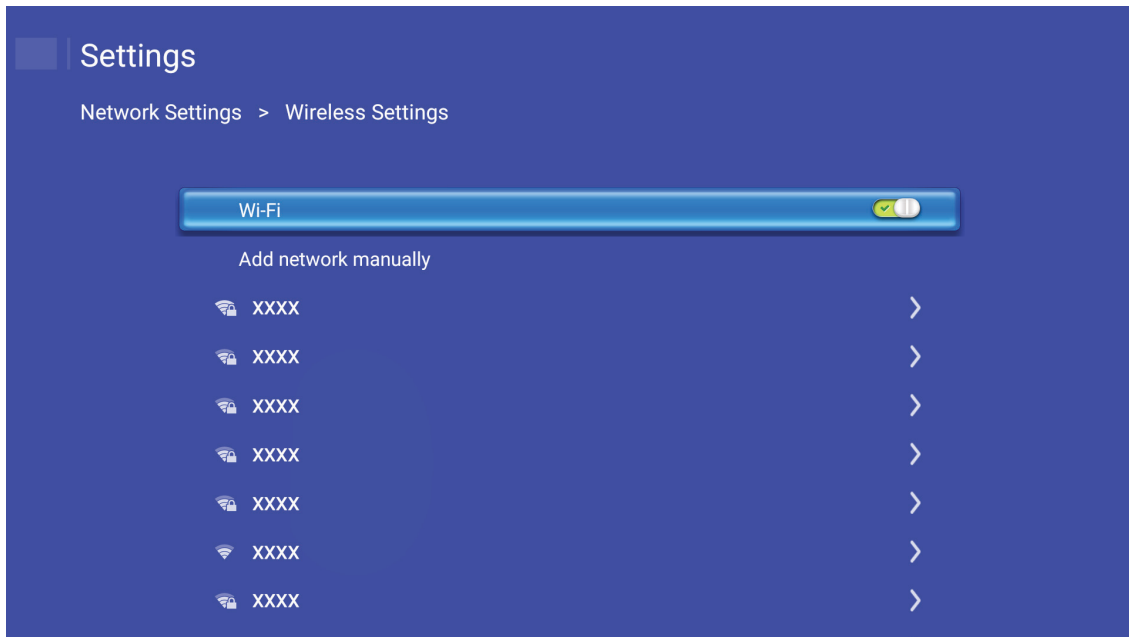 Settings
Network Settings > Wireless Settings
Wi-Fi
Add network manually
XXXX
XXXX
XXXX
XXXX
XXXX
XXXX
XXXX